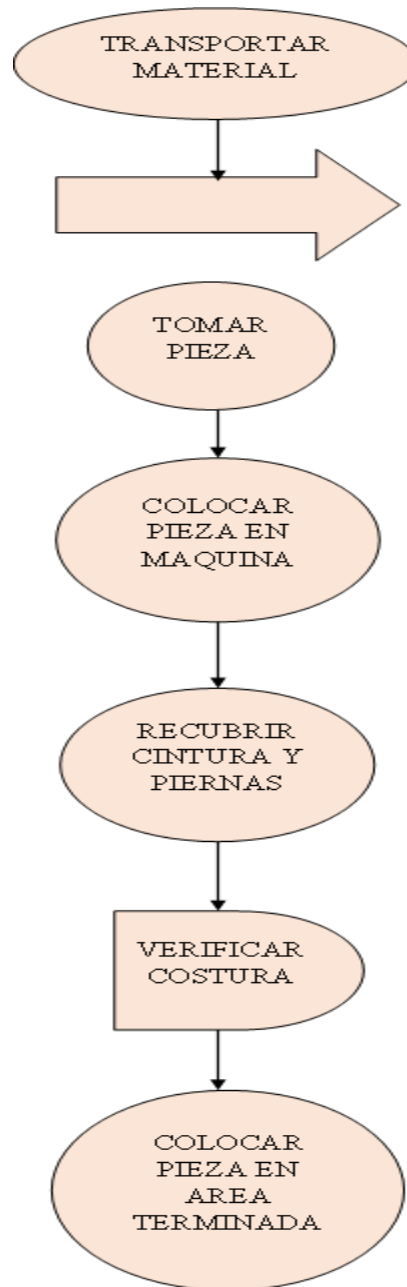 TRANSPORTAR
MATERIAL
TOMAR
PIEZA
COLOCAR
PIEZA EN
MAQUINA
RECUBRIR
CINTURA Y
PIERNAS
VERIFICAR
COSTURA
COLOCAR
PIEZA EN
AREA
TERMINADA